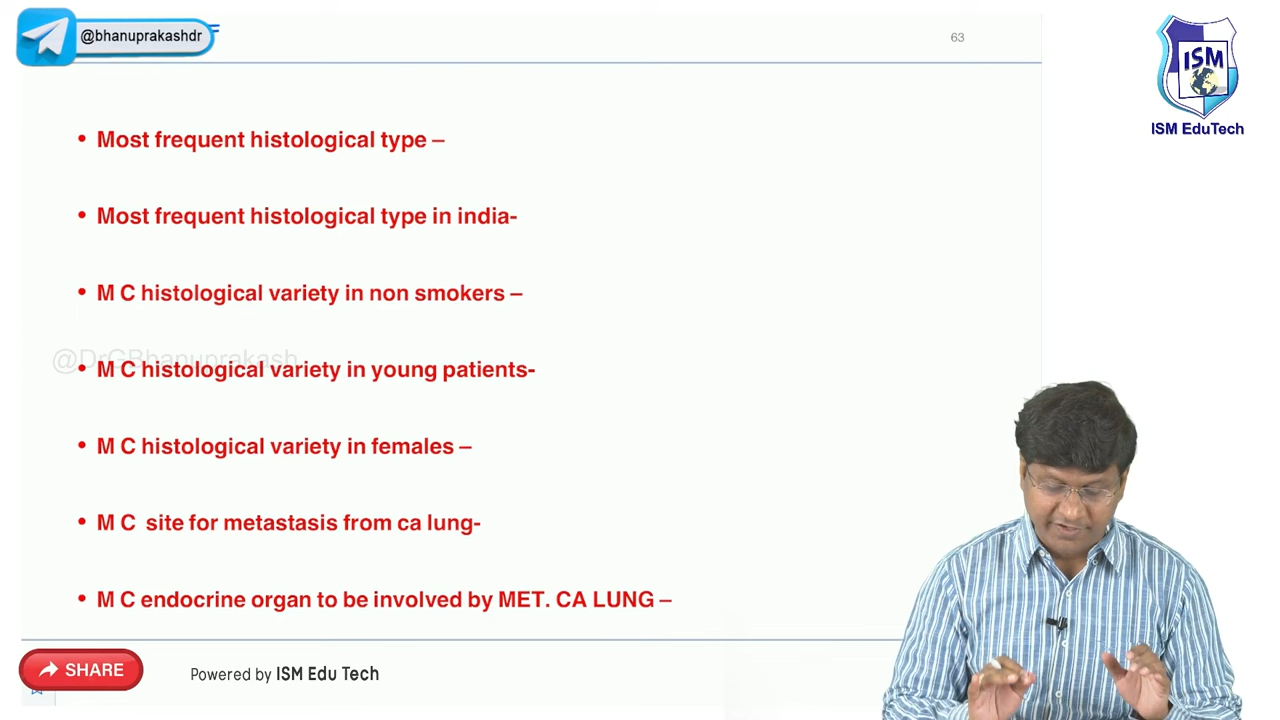 @bhanuprakashdr
63
ISM
ISM EduTech
• Most frequent histological type –
• Most frequent histological type in india-
• M C histological variety in non smokers –
@DrGBhanuprakash
• M C histological variety in young patients-
• M C histological variety in females –
• M C site for metastasis from ca lung-
• M C endocrine organ to be involved by MET. CA LUNG –
SHARE
Powered by ISM Edu Tech